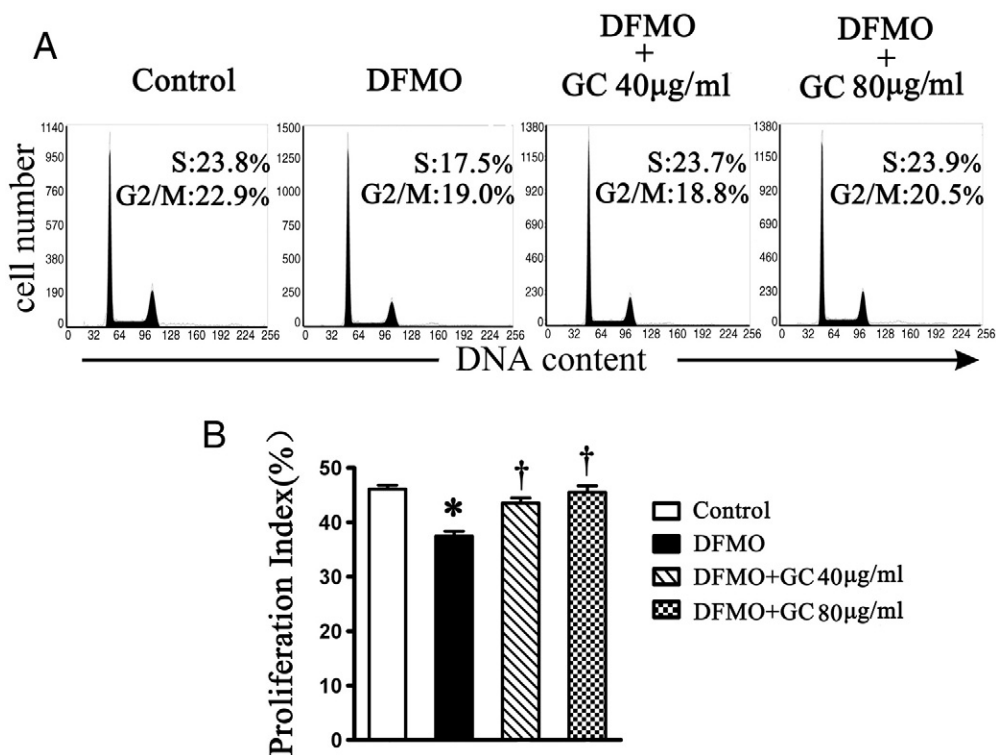 A
Control
DFMO
DFMO
+
GC 40μg/ml
DFMO
+
GC 80μg/ml
cell number
1140
950
760
570
380
190
0
S:23.8%
G2/M:22.9%
0 32 64 96 128 160 192 224 256
1500
1250
1000
750
500
250
0
S:17.5%
G2/M:19.0%
0 32 64 96 128 160 192 224 256
1380
1150
920
690
460
230
0
S:23.7%
G2/M:18.8%
0 32 64 96 128 160 192 224 256
1380
1150
920
690
460
230
0
S:23.9%
G2/M:20.5%
0 32 64 96 128 160 192 224 256
DNA content
B
Proliferation Index(%)
50
40
30
20
10
0
*
†
†
Control
DFMO
DFMO+GC 40μg/ml
DFMO+GC 80μg/ml